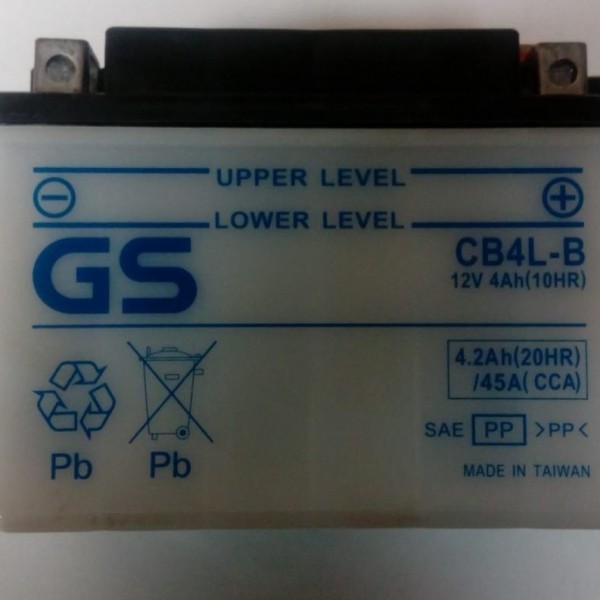 UPPER LEVEL
LOWER LEVEL
GS
CB4L-B
12V 4Ah(10HR)
4.2Ah(20HR)
/45A(CCA)
SAE PP >PP<
Pb Pb
MADE IN TAIWAN